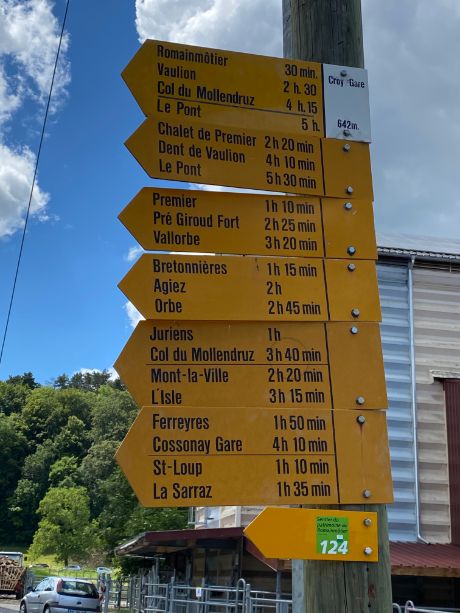 Romainmôtier 30 min.
Vaulion 2 h. 30
Col du Mollendruz 4 h. 15
Le Pont 5 h.
Croy Gare
642m.
Chalet de Premier 2 h 20 min
Dent de Vaulion 4 h 10 min
Le Pont 5 h 30 min
Premier 1 h 10 min
Pré Giroud Fort 2 h 25 min
Vallorbe 3 h 20 min
Bretonnières 1 h 15 min
Agiez 2 h
Orbe 2 h 45 min
Juriens 1 h
Col du Mollendruz 3 h 40 min
Mont-la-Ville 2 h 20 min
L'Isle 3 h 15 min
Ferreyres 1 h 50 min
Cossonay Gare 4 h 10 min
St-Loup 1 h 10 min
La Sarraz 1 h 35 min
Sentier du
patrimoine
Romainmôtier
124